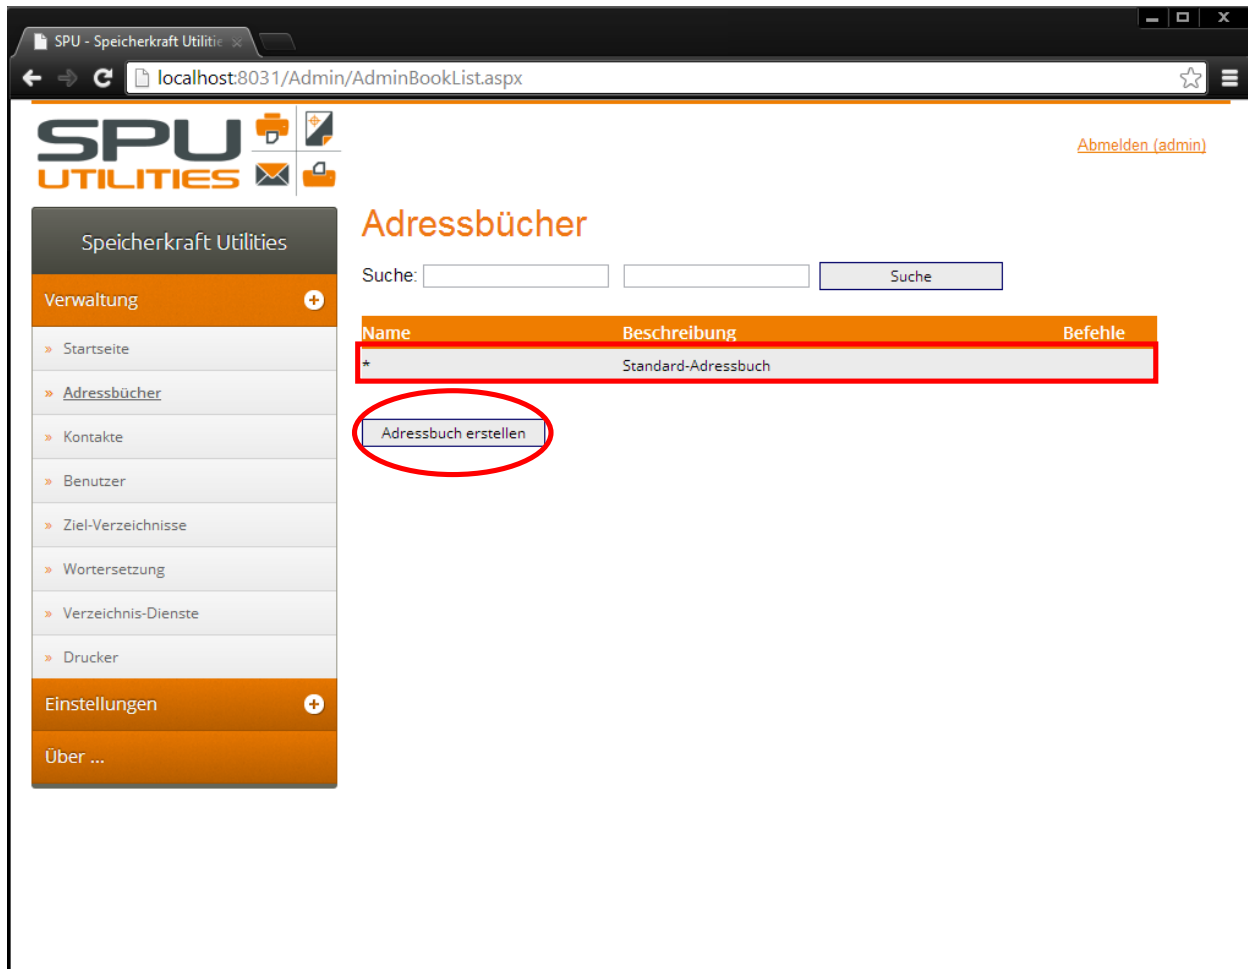 SPU - Speicherkraft Utilitie
localhost:8031/Admin/AdminBookList.aspx
SPU
UTILITIES
Abmelden (admin)
Speicherkraft Utilities
Verwaltung
Startseite
Adressbücher
Kontakte
Benutzer
Ziel-Verzeichnisse
Wortersetzung
Verzeichnis-Dienste
Drucker
Einstellungen
Über ...
Adressbücher
Suche: Suche
Name Beschreibung Befehle
* Standard-Adressbuch
Adressbuch erstellen